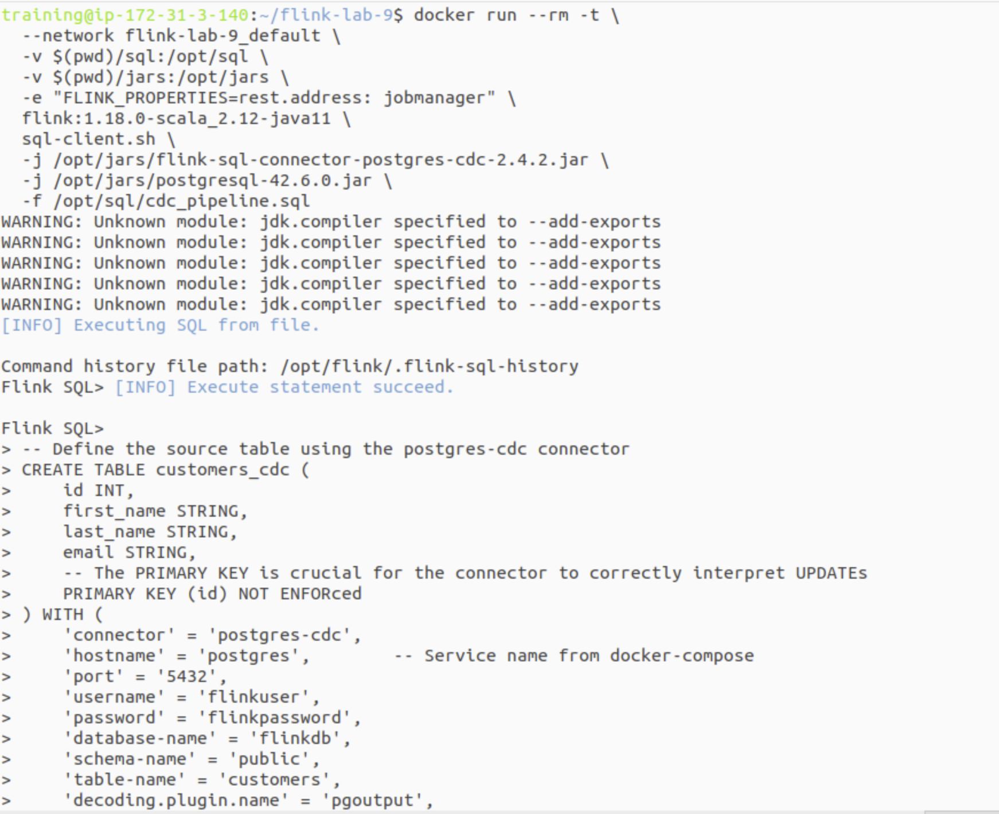 training@ip-172-31-3-140:~/flink-lab-9$ docker run --rm -t \
  --network flink-lab-9_default \
  -v $(pwd)/sql:/opt/sql \
  -v $(pwd)/jars:/opt/jars \
  -e "FLINK_PROPERTIES=rest.address: jobmanager" \
  flink:1.18.0-scala_2.12-java11 \
  sql-client.sh \
  -j /opt/jars/flink-sql-connector-postgres-cdc-2.4.2.jar \
  -j /opt/jars/postgresql-42.6.0.jar \
  -f /opt/sql/cdc_pipeline.sql
WARNING: Unknown module: jdk.compiler specified to --add-exports
WARNING: Unknown module: jdk.compiler specified to --add-exports
WARNING: Unknown module: jdk.compiler specified to --add-exports
WARNING: Unknown module: jdk.compiler specified to --add-exports
WARNING: Unknown module: jdk.compiler specified to --add-exports
[INFO] Executing SQL from file.
Command history file path: /opt/flink/.flink-sql-history
Flink SQL> [INFO] Execute statement succeed.
Flink SQL>
> -- Define the source table using the postgres-cdc connector
> CREATE TABLE customers_cdc (
>     id INT,
>     first_name STRING,
>     last_name STRING,
>     email STRING,
>     -- The PRIMARY KEY is crucial for the connector to correctly interpret UPDATEs
>     PRIMARY KEY (id) NOT ENFORced
> ) WITH (
>     'connector' = 'postgres-cdc',
>     'hostname' = 'postgres',        -- Service name from docker-compose
>     'port' = '5432',
>     'username' = 'flinkuser',
>     'password' = 'flinkpassword',
>     'database-name' = 'flinkdb',
>     'schema-name' = 'public',
>     'table-name' = 'customers',
>     'decoding.plugin.name' = 'pgoutput',